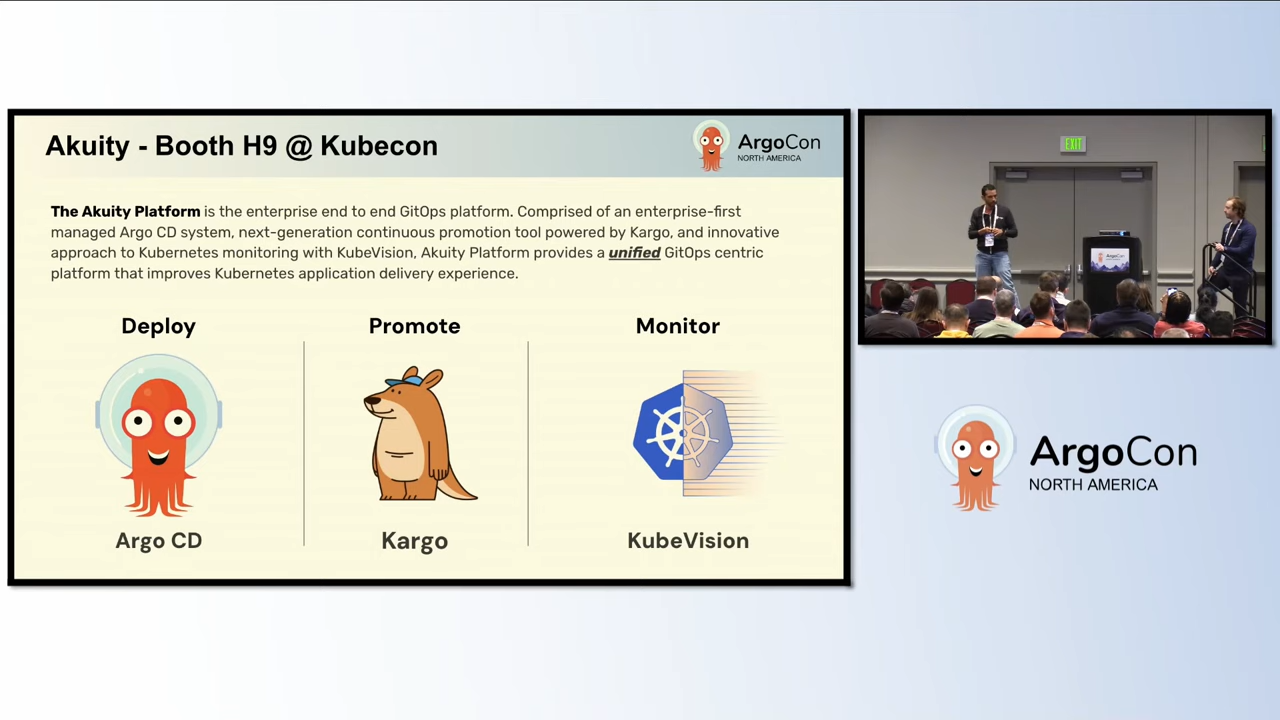 Akuity - Booth H9 @ Kubecon
ArgoCon
NORTH AMERICA
The Akuity Platform is the enterprise end to end GitOps platform. Comprised of an enterprise-first
managed Argo CD system, next-generation continuous promotion tool powered by Kargo, and innovative
approach to Kubernetes monitoring with KubeVision, Akuity Platform provides a unified GitOps centric
platform that improves Kubernetes application delivery experience.
Deploy
Promote
Monitor
Argo CD
Kargo
KubeVision
EXIT
ArgoCon
ArgoCon
NORTH AMERICA